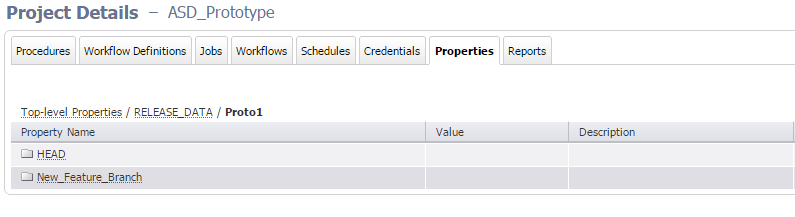 Project Details – ASD_Prototype
Procedures Workflow Definitions Jobs Workflows Schedules Credentials Properties Reports
Top-level Properties / RELEASE_DATA / Proto1
Property Name Value Description
HEAD
New_Feature_Branch